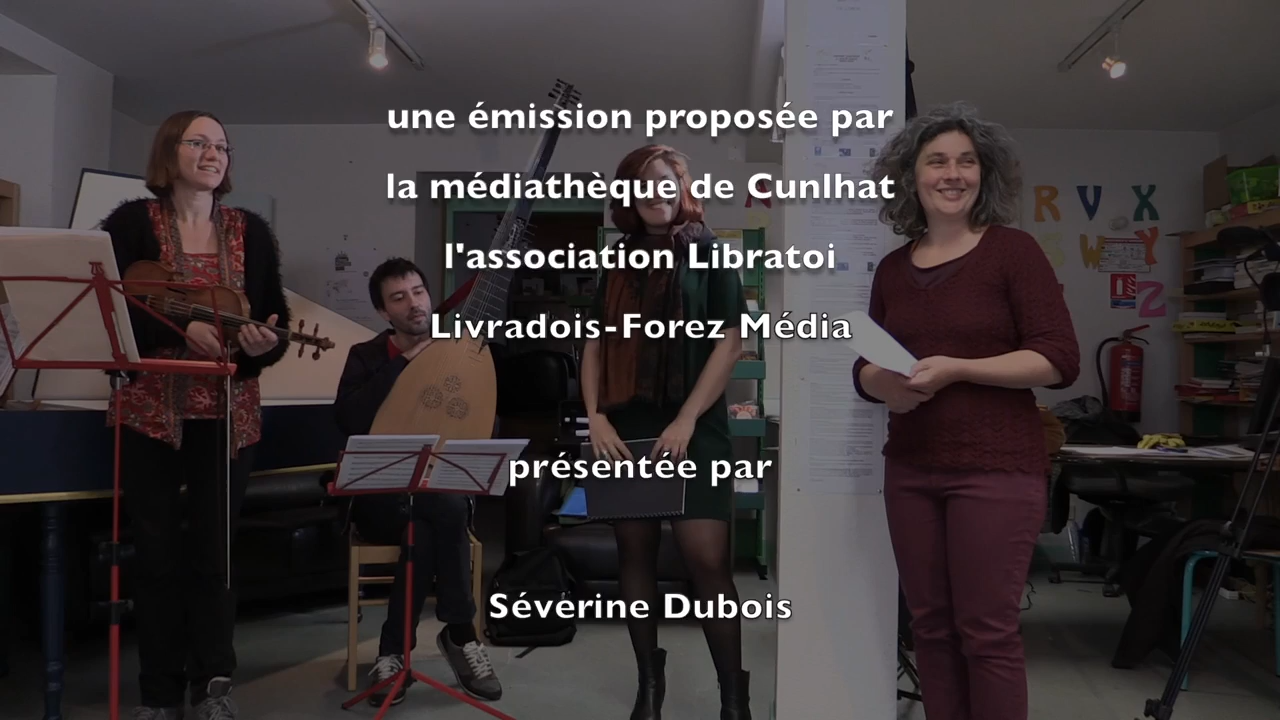 une émission proposée par
la médiathèque de Cunlhat
l'association Libratoi
Livradois-Forez Média
présentée par
Séverine Dubois
R V X
W Y
Z